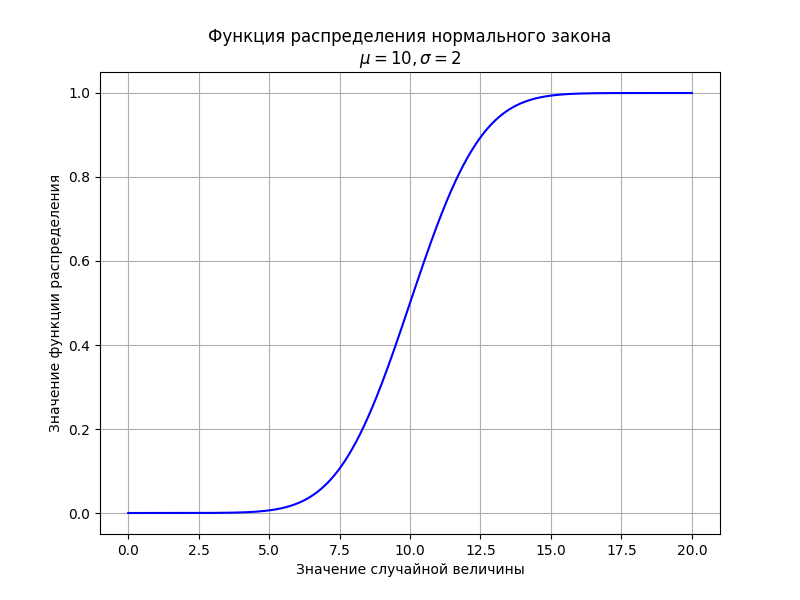 Функция распределения нормального закона
μ = 10, σ = 2
Значение функции распределения
1.0
0.8
0.6
0.4
0.2
0.0
0.0 2.5 5.0 7.5 10.0 12.5 15.0 17.5 20.0
Значение случайной величины